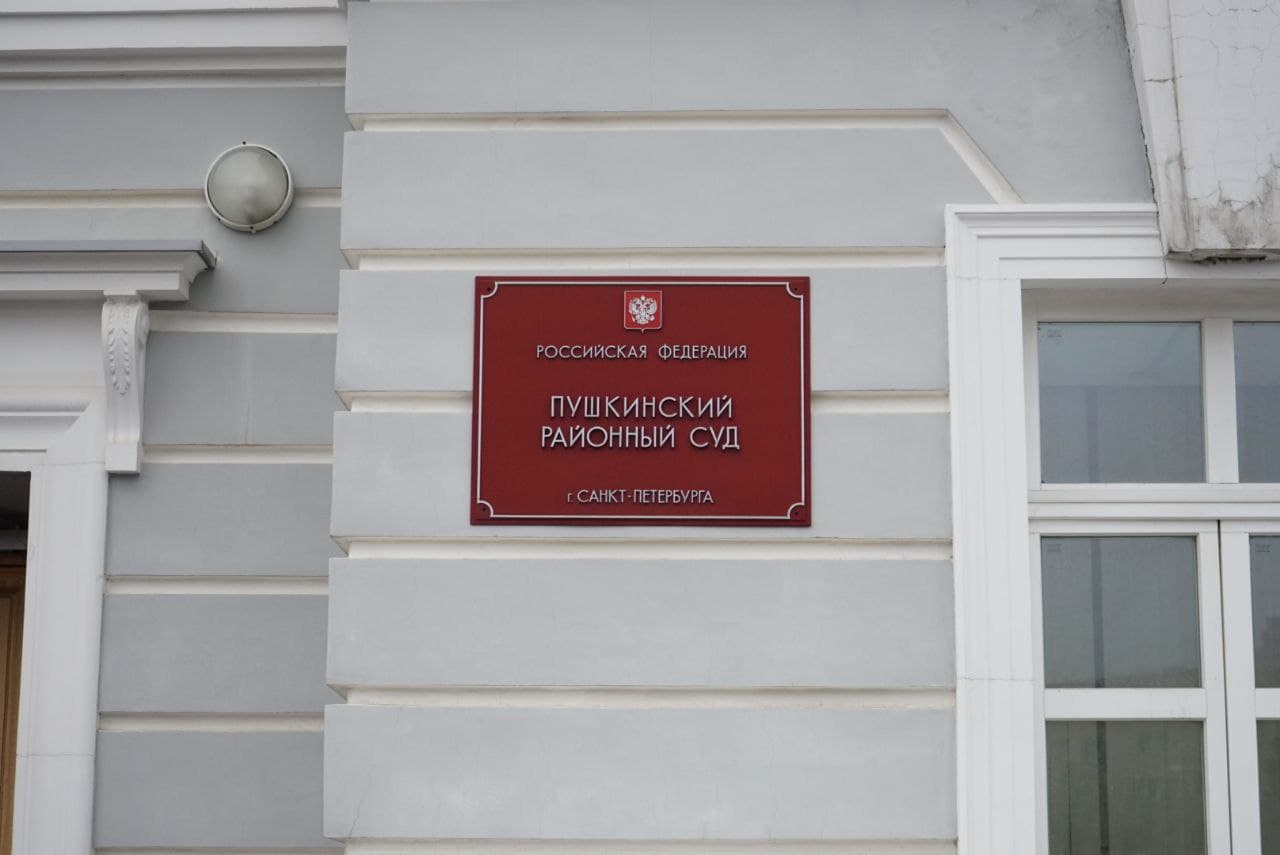 РОССИЙСКАЯ ФЕДЕРАЦИЯ
ПУШКИНСКИЙ
РАЙОННЫЙ СУД
г. САНКТ-ПЕТЕРБУРГА